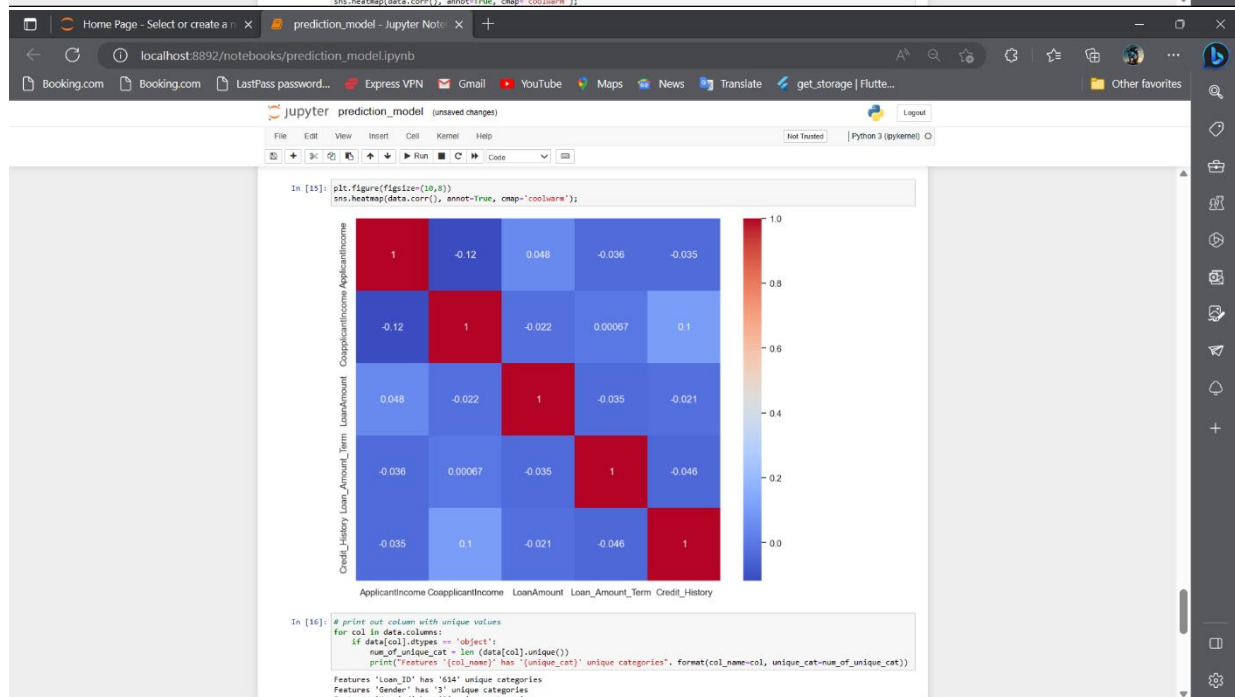 sns.heatmap(data.corr(), annot=True, cmap='coolwarm');
Home Page - Select or create a n
prediction_model - Jupyter Note
localhost:8892/notebooks/prediction_model.ipynb
Booking.com Booking.com LastPass password... Express VPN Gmail YouTube Maps News Translate get_storage | Flutte... Other favorites
jupyter prediction_model (unsaved changes) Logout
File Edit View Insert Cell Kernel Help Not Trusted Python 3 (ipykernel)
Run Code
In [15]: plt.figure(figsize=(10,8))
sns.heatmap(data.corr(), annot=True, cmap='coolwarm');
ApplicantIncome 1 -0.12 0.048 -0.036 -0.035
CoapplicantIncome -0.12 1 -0.022 0.00067 0.1
LoanAmount 0.048 -0.022 1 -0.035 -0.021
Loan_Amount_Term -0.036 0.00067 -0.035 1 -0.046
Credit_History -0.035 0.1 -0.021 -0.046 1
ApplicantIncome CoapplicantIncome LoanAmount Loan_Amount_Term Credit_History
1.0
0.8
0.6
0.4
0.2
0.0
In [16]: # print out column with unique values
for col in data.columns:
if data[col].dtypes == 'object':
num_of_unique_cat = len (data[col].unique())
print("Features '{col_name}' has '{unique_cat}' unique categories". format(col_name=col, unique_cat=num_of_unique_cat))
Features 'Loan_ID' has '614' unique categories
Features 'Gender' has '3' unique categories